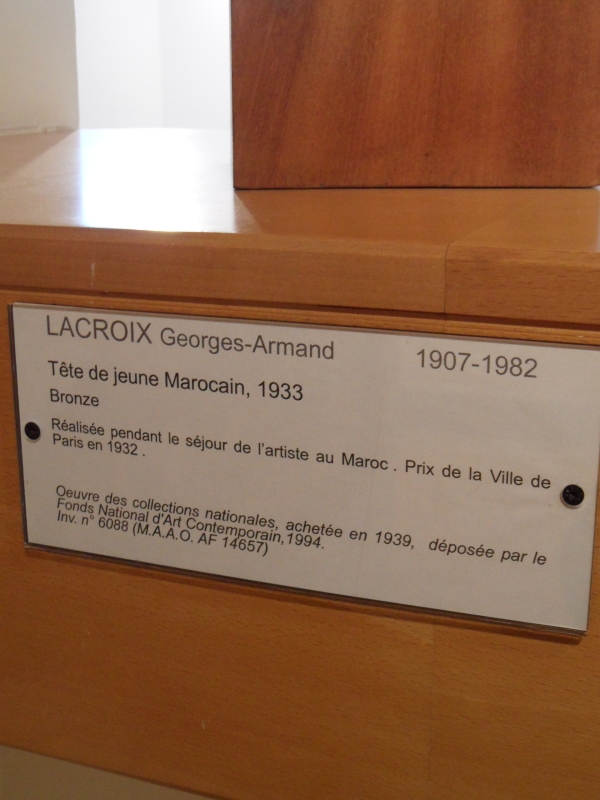 LACROIX Georges-Armand 1907-1982
Tête de jeune Marocain, 1933
Bronze
Réalisée pendant le séjour de l'artiste au Maroc . Prix de la Ville de
Paris en 1932 .
Oeuvre des collections nationales, achetée en 1939, déposée par le
Fonds National d'Art Contemporain,1994.
Inv. n° 6088 (M.A.A.O. AF 14657)